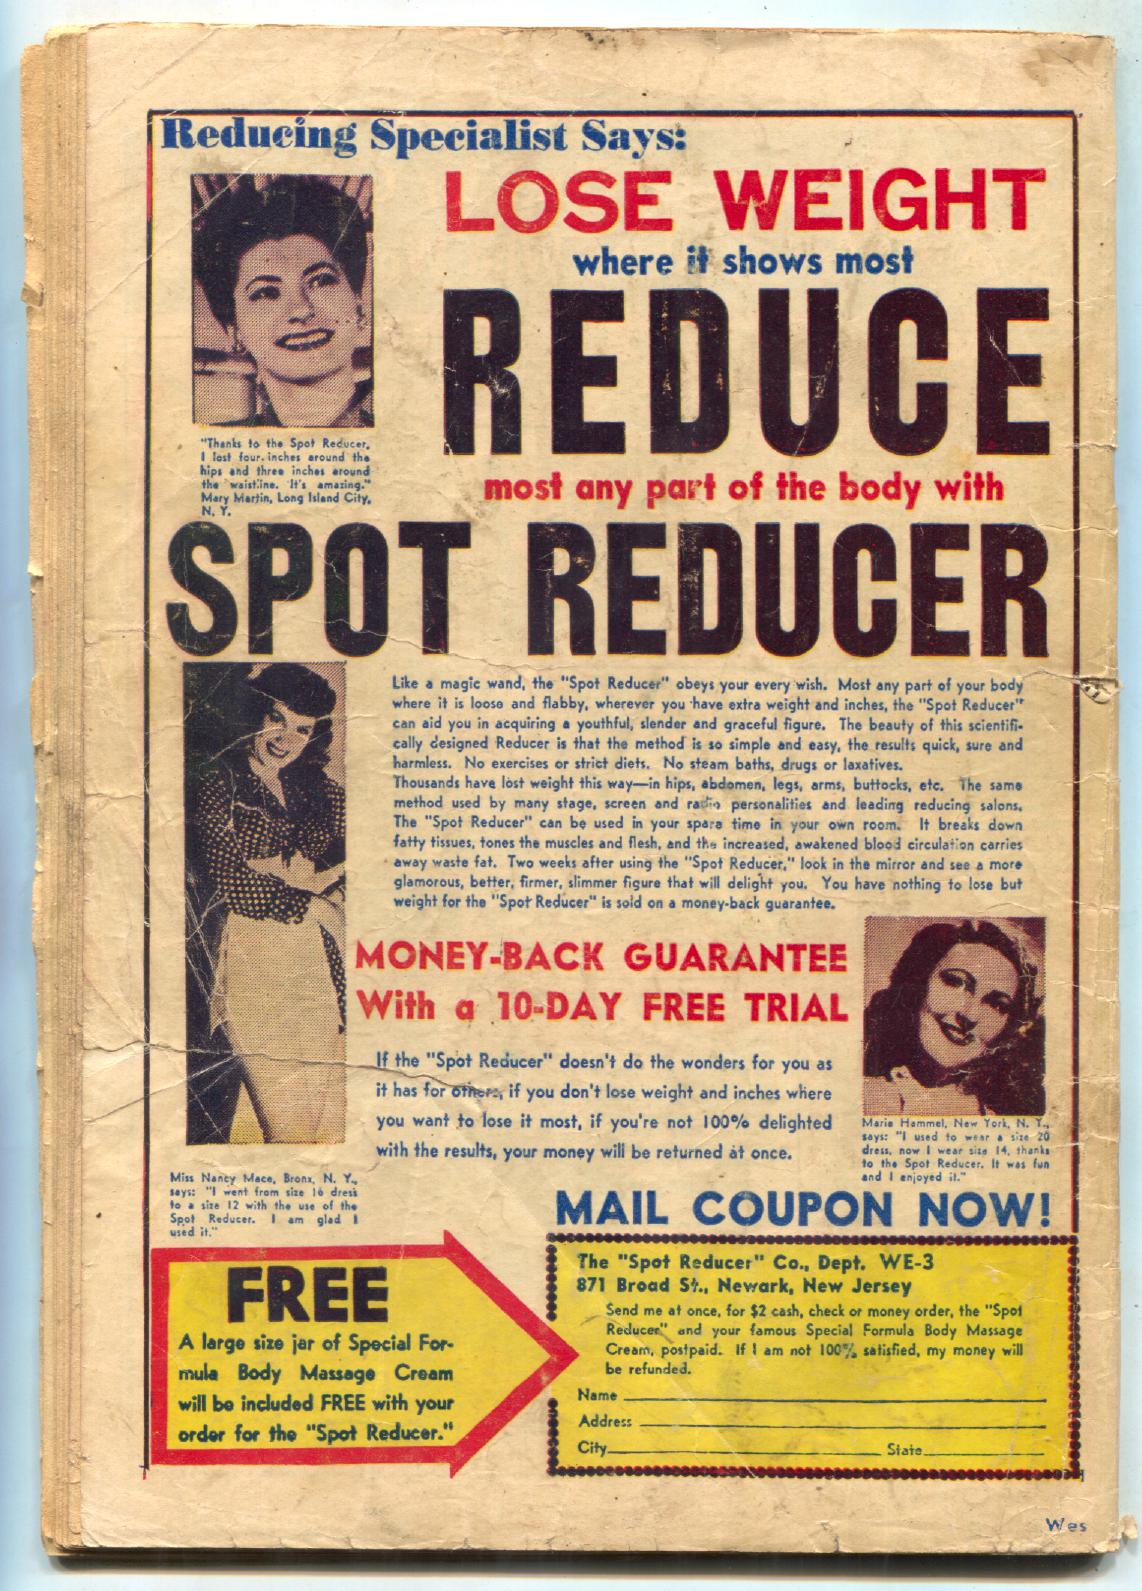 Reducing Specialist Says:
LOSE WEIGHT
where it shows most
REDUCE
most any part of the body with
SPOT REDUCER
"Thanks to the Spot Reducer,
I lost four inches around the
hips and three inches around
the waistline. It's amazing."
Mary Martin, Long Island City,
N. Y.
Like a magic wand, the "Spot Reducer" obeys your every wish. Most any part of your body
where it is loose and flabby, wherever you have extra weight and inches, the "Spot Reducer"
can aid you in acquiring a youthful, slender and graceful figure. The beauty of this scientifi-
cally designed Reducer is that the method is so simple and easy, the results quick, sure and
harmless. No exercises or strict diets. No steam baths, drugs or laxatives.
Thousands have lost weight this way—in hips, abdomen, legs, arms, buttocks, etc. The same
method used by many stage, screen and radio personalities and leading reducing salons.
The "Spot Reducer" can be used in your spare time in your own room. It breaks down
fatty tissues, tones the muscles and flesh, and the increased, awakened blood circulation carries
away waste fat. Two weeks after using the "Spot Reducer," look in the mirror and see a more
glamorous, better, firmer, slimmer figure that will delight you. You have nothing to lose but
weight for the "Spot Reducer" is sold on a money-back guarantee.
MONEY-BACK GUARANTEE
With a 10-DAY FREE TRIAL
If the "Spot Reducer" doesn't do the wonders for you as
it has for others, if you don't lose weight and inches where
you want to lose it most, if you're not 100% delighted
with the results, your money will be returned at once.
Marie Hammel, New York, N. Y.,
says: "I used to wear a size 20
dress, now I wear size 14, thanks
to the Spot Reducer. It was fun
and I enjoyed it."
Miss Nancy Mace, Bronx, N. Y.,
says: "I went from size 16 dress
to a size 12 with the use of the
Spot Reducer. I am glad I
used it."
MAIL COUPON NOW!
FREE
A large size jar of Special For-
mula Body Massage Cream
will be included FREE with your
order for the "Spot Reducer."
The "Spot Reducer" Co., Dept. WE-3
871 Broad St., Newark, New Jersey
Send me at once, for $2 cash, check or money order, the "Spot
Reducer" and your famous Special Formula Body Massage
Cream, postpaid. If I am not 100% satisfied, my money will
be refunded.
Name
Address
City State
Wes